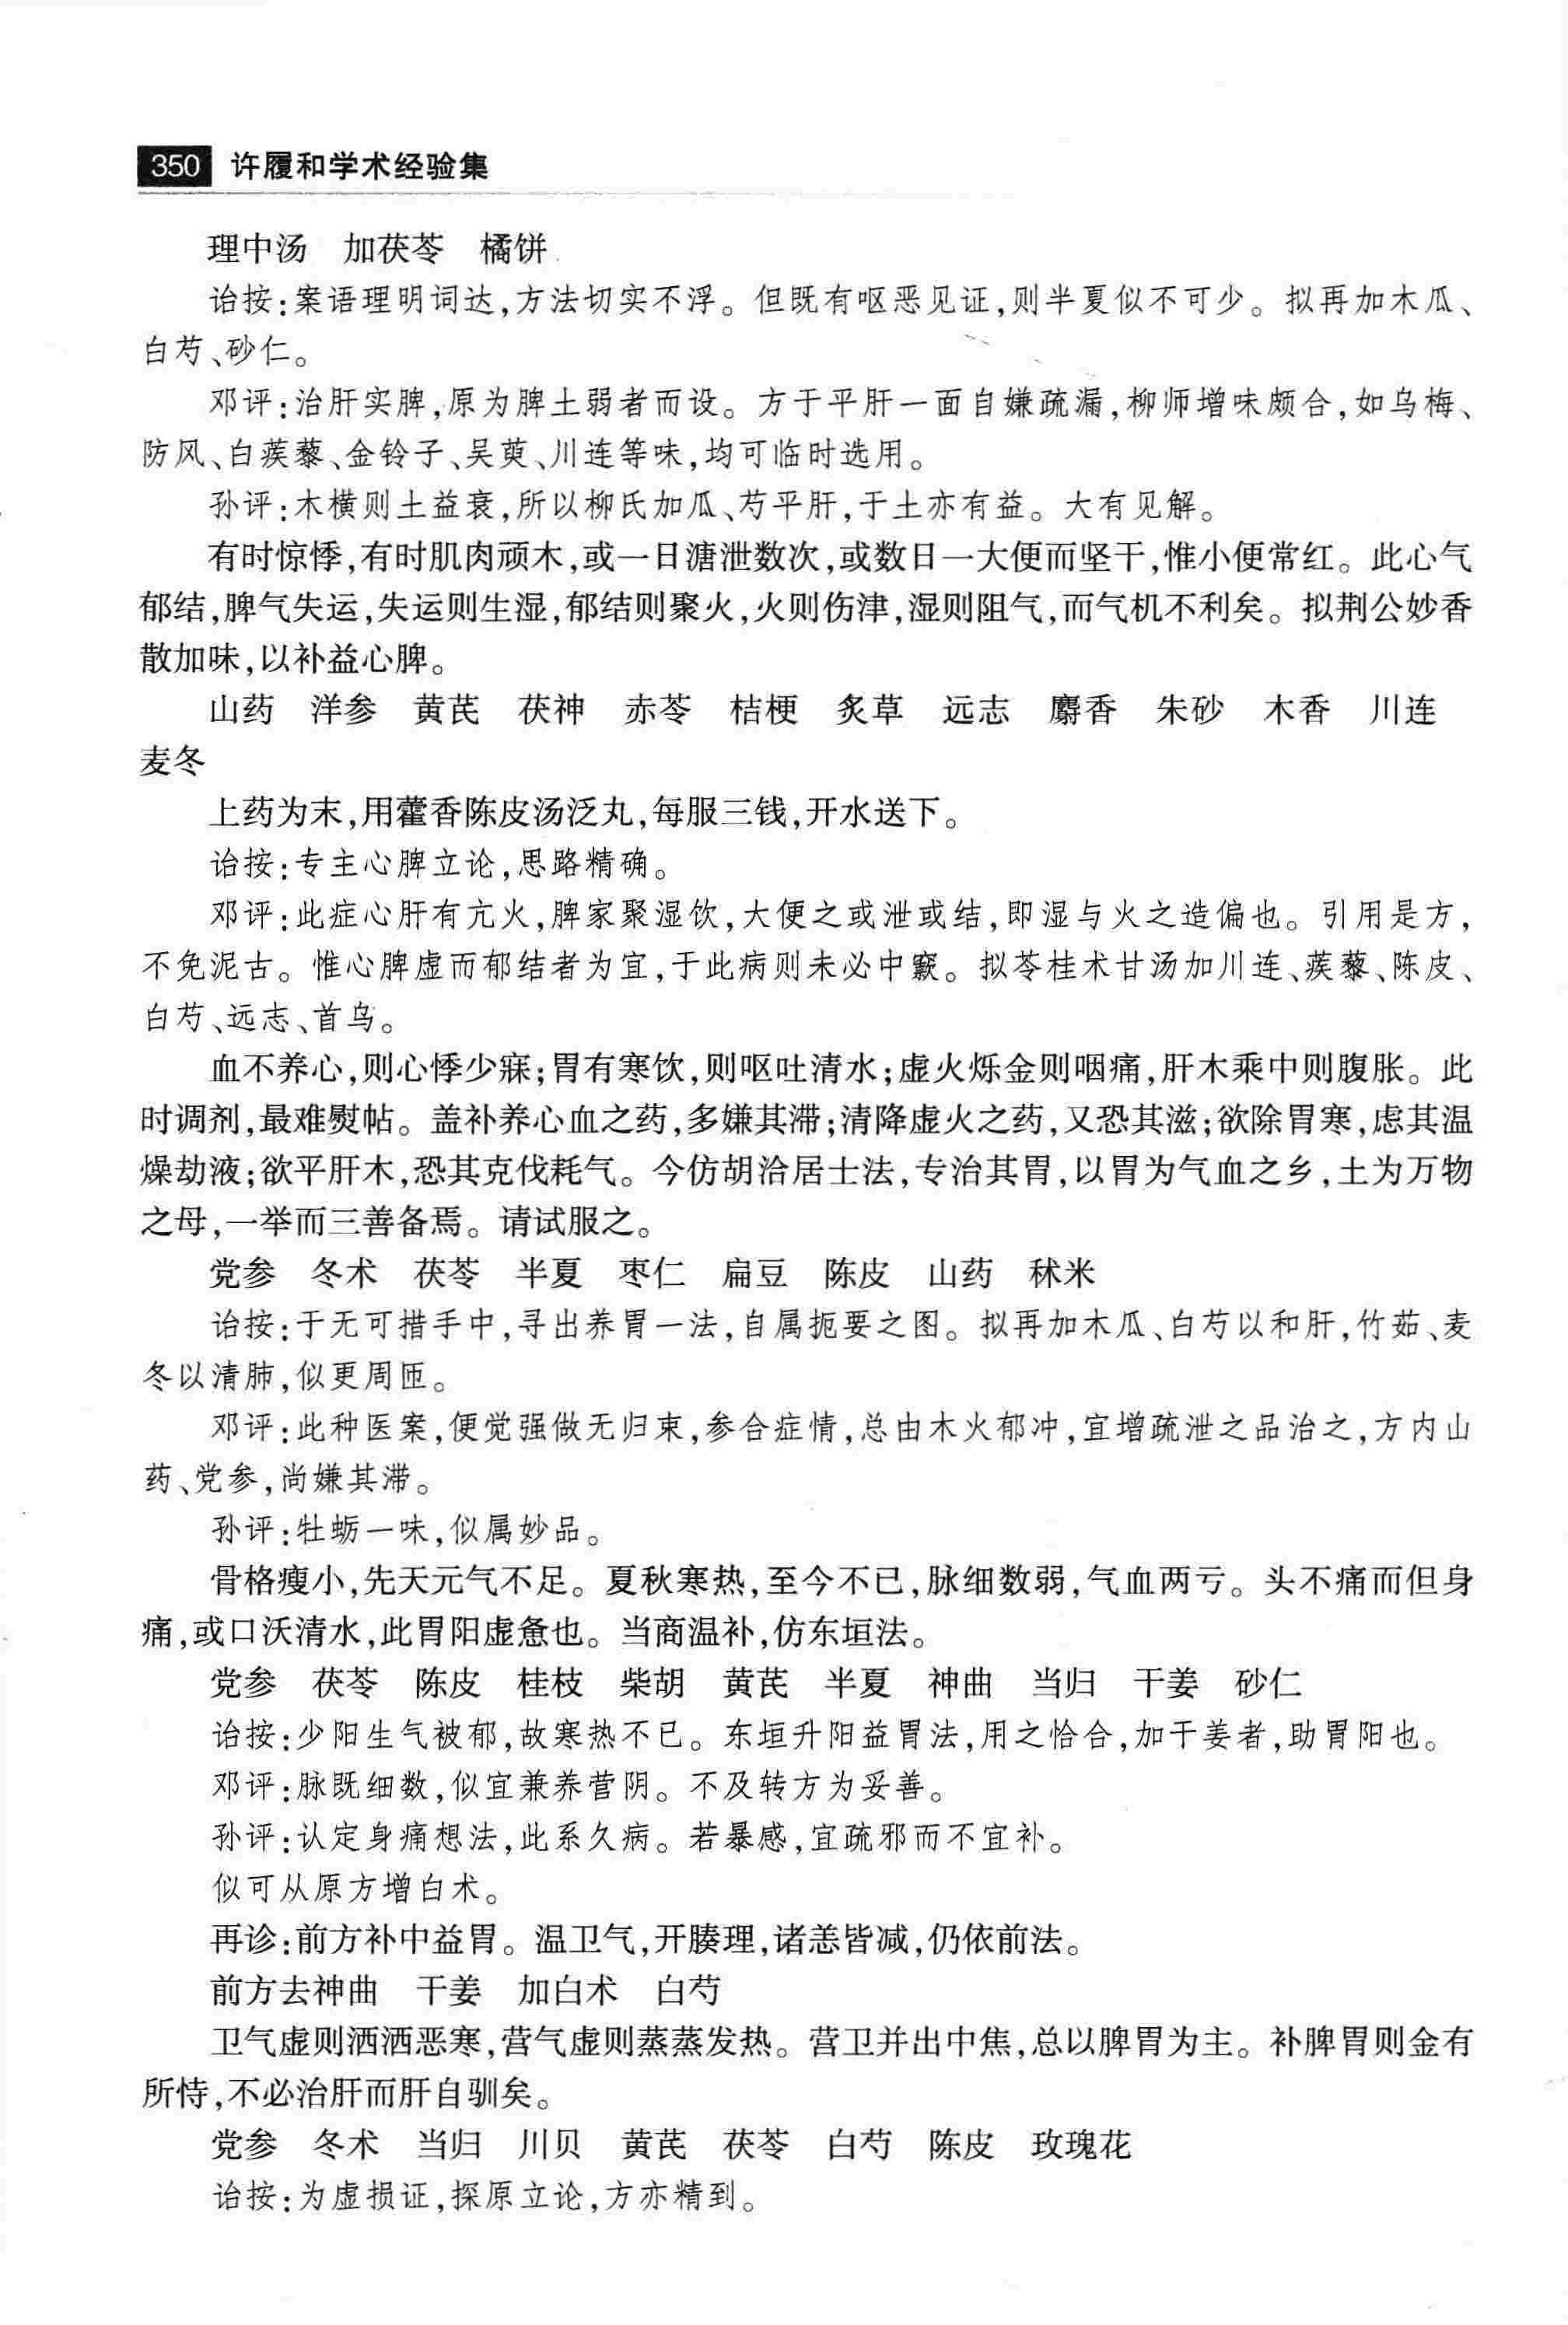 350 许履和学术经验集
理中汤 加茯苓 橘饼
诒按:案语理明词达,方法切实不浮。但既有呕恶见证,则半夏似不可少。拟再加木瓜、
白芍、砂仁。
邓评:治肝实脾,原为脾土弱者而设。方于平肝一面自嫌疏漏,柳师增味颇合,如乌梅、
防风、白蒺藜、金铃子、吴萸、川连等味,均可临时选用。
孙评:木横则土益衰,所以柳氏加瓜、芍平肝,于土亦有益。大有见解。
有时惊悸,有时肌肉顽木,或一日溏泄数次,或数日一大便而坚干,惟小便常红。此心气
郁结,脾气失运,失运则生湿,郁结则聚火,火则伤津,湿则阻气,而气机不利矣。拟荆公妙香
散加味,以补益心脾。
山药 洋参 黄芪 茯神 赤苓 桔梗 炙草 远志 麝香 朱砂 木香 川连
麦冬
上药为末,用藿香陈皮汤泛丸,每服三钱,开水送下。
诒按:专主心脾立论,思路精确。
邓评:此症心肝有亢火,脾家聚湿饮,大便之或泄或结,即湿与火之造偏也。引用是方,
不免泥古。惟心脾虚而郁结者为宜,于此病则未必中窾。拟苓桂术甘汤加川连、蒺藜、陈皮、
白芍、远志、首乌。
血不养心,则心悸少寐;胃有寒饮,则呕吐清水;虚火烁金则咽痛,肝木乘中则腹胀。此
时调剂,最难熨帖。盖补养心血之药,多嫌其滞;清降虚火之药,又恐其滋;欲除胃寒,虑其温
燥劫液;欲平肝木,恐其克伐耗气。今仿胡洽居士法,专治其胃,以胃为气血之乡,土为万物
之母,一举而三善备焉。请试服之。
党参 冬术 茯苓 半夏 枣仁 扁豆 陈皮 山药 秫米
诒按:于无可措手中,寻出养胃一法,自属扼要之图。拟再加木瓜、白芍以和肝,竹茹、麦
冬以清肺,似更周匝。
邓评:此种医案,便觉强做无归束,参合症情,总由木火郁冲,宜增疏泄之品治之,方内山
药、党参,尚嫌其滞。
孙评:牡蛎一味,似属妙品。
骨格瘦小,先天元气不足。夏秋寒热,至今不已,脉细数弱,气血两亏。头不痛而但身
痛,或口沃清水,此胃阳虚惫也。当商温补,仿东垣法。
党参 茯苓 陈皮 桂枝 柴胡 黄芪 半夏 神曲 当归 干姜 砂仁
诒按:少阳生气被郁,故寒热不已。东垣升阳益胃法,用之恰合,加干姜者,助胃阳也。
邓评:脉既细数,似宜兼养营阴。不及转方为妥善。
孙评:认定身痛想法,此系久病。若暴感,宜疏邪而不宜补。
似可从原方增白术。
再诊:前方补中益胃。温卫气,开腠理,诸恙皆减,仍依前法。
前方去神曲 干姜 加白术 白芍
卫气虚则洒洒恶寒,营气虚则蒸蒸发热。营卫并出中焦,总以脾胃为主。补脾胃则金有
所恃,不必治肝而肝自驯矣。
党参 冬术 当归 川贝 黄芪 茯苓 白芍 陈皮 玫瑰花
诒按:为虚损证,探原立论,方亦精到。